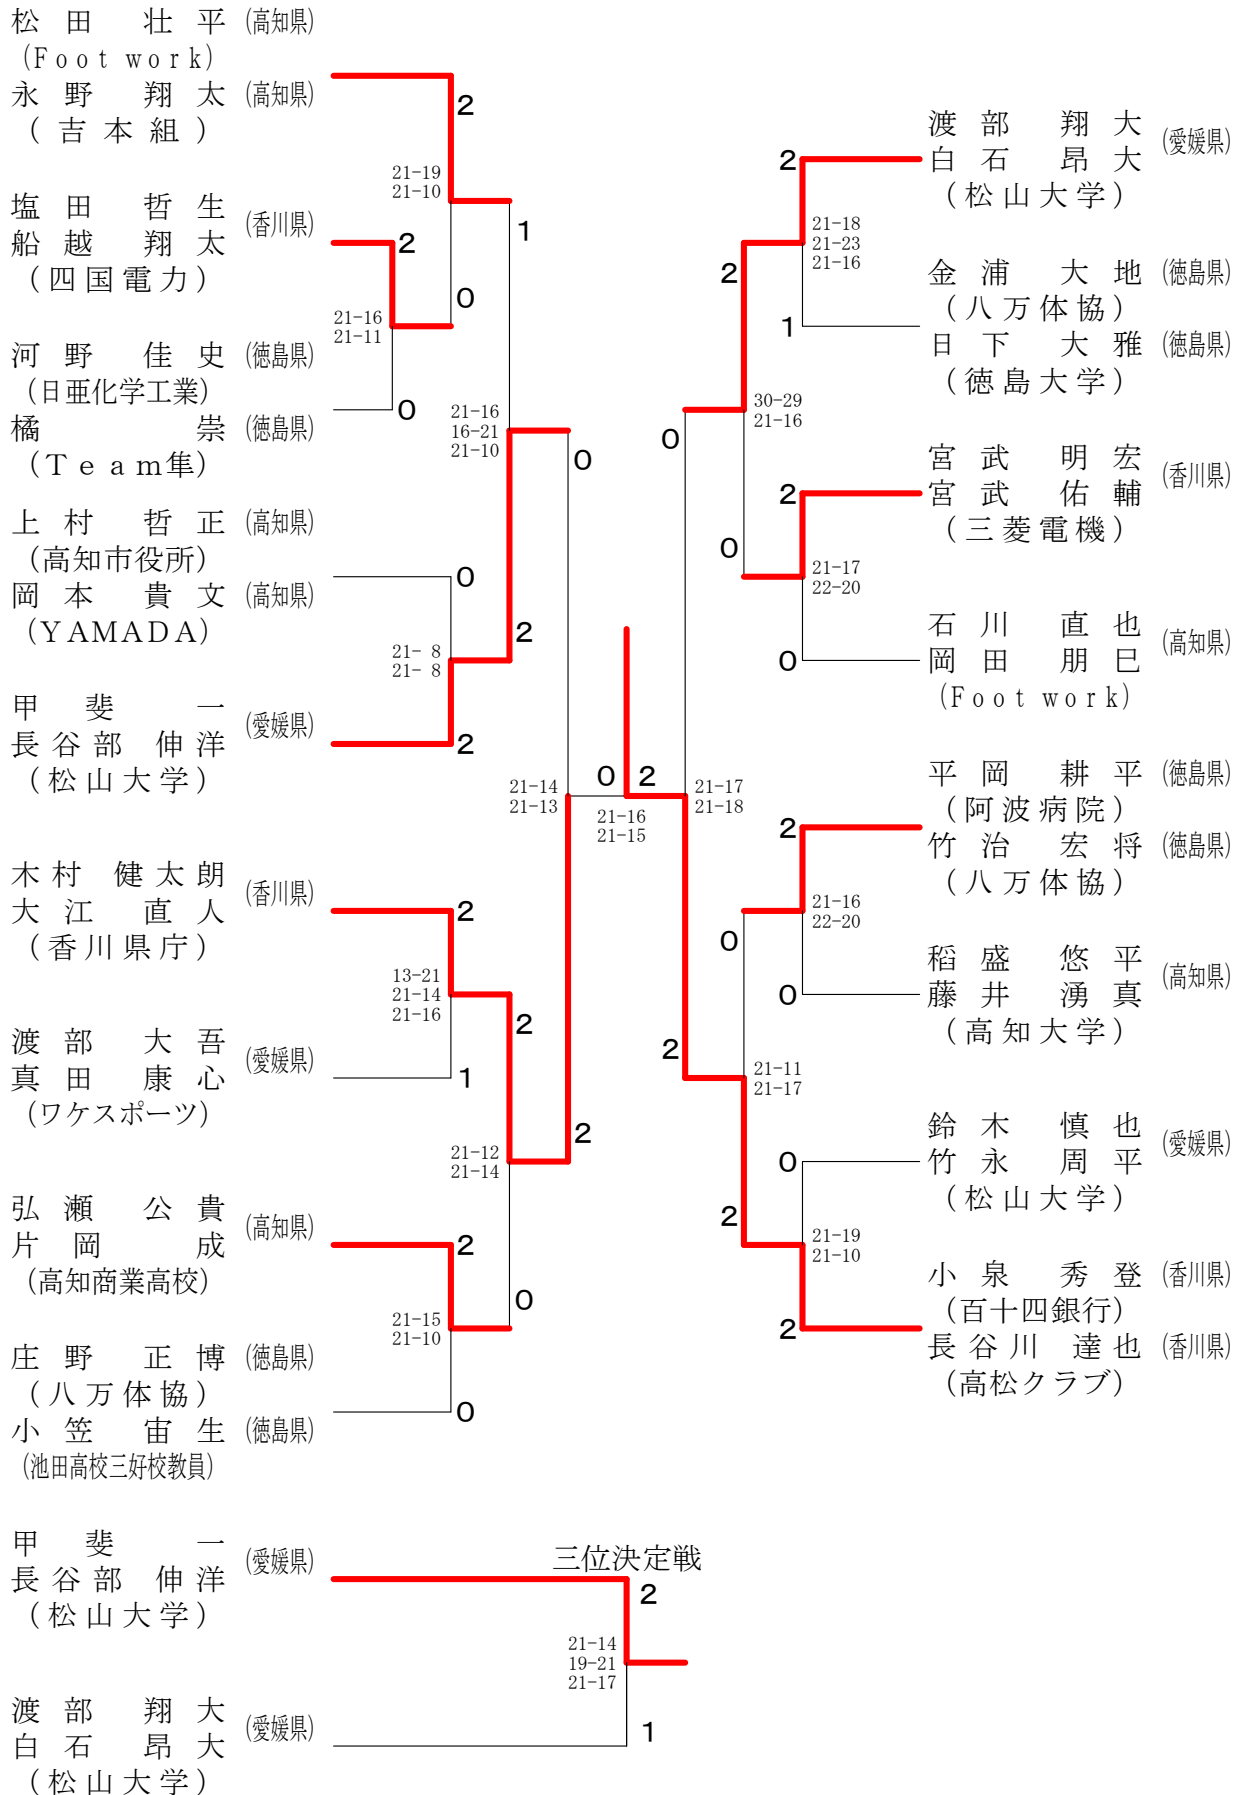 松田 壮平 (高知県)
(Foot work)
永野 翔太 (高知県)
(吉本組)
塩田 哲生
船越 翔太
(香川県)
(四国電力)
河野 佳史 (徳島県)
(日亜化学工業)
橘 崇 (徳島県)
(Team隼)
上村 哲正 (高知県)
(高知市役所)
岡本 貴文 (高知県)
(YAMADA)
甲斐 一
長谷部 伸洋
(愛媛県)
(松山大学)
木村 健太朗
大江 直人
(香川県)
(香川県庁)
渡部 大吾
真田 康心
(愛媛県)
(ワケスポーツ)
弘瀬 公貴
片岡 成
(高知県)
(高知商業高校)
庄野 正博 (徳島県)
(八万体協)
小笠 宙生 (徳島県)
(池田高校三好校教員)
2
21-19
21-10
0
2
21-16
21-11
0
1
21-16
16-21
21-10
2
0
21- 8
21- 8
2
0
21-14
21-13
2
2
13-21
21-14
21-16
1
2
21-12
21-14
0
2
21-15
21-10
0
0
2
21-16
21-15
渡部 翔大
白石 昂大
(愛媛県)
(松山大学)
金浦 大地 (徳島県)
(八万体協)
日下 大雅 (徳島県)
(徳島大学)
宮武 明宏
宮武 佑輔
(香川県)
(三菱電機)
石川 直也
岡田 朋巳
(高知県)
(Foot work)
平岡 耕平 (徳島県)
(阿波病院)
竹治 宏将 (徳島県)
(八万体協)
稻盛 悠平
藤井 湧真
(高知県)
(高知大学)
鈴木 慎也
竹永 周平
(愛媛県)
(松山大学)
小泉 秀登 (香川県)
(百十四銀行)
長谷川 達也 (香川県)
(高松クラブ)
2
21-18
21-23
21-16
1
2
30-29
21-16
0
2
21-17
22-20
0
0
21-17
21-18
2
2
21-16
22-20
0
0
21-11
21-17
2
0
21-19
21-10
2
三位決定戦
甲斐 一
長谷部 伸洋
(愛媛県)
(松山大学)
2
21-14
19-21
21-17
1
渡部 翔大
白石 昂大
(愛媛県)
(松山大学)